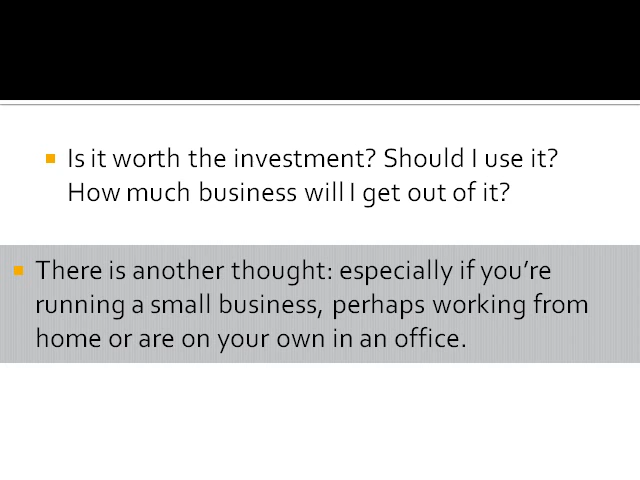 Is it worth the investment? Should I use it?
How much business will I get out of it?
There is another thought: especially if you’re
running a small business, perhaps working from
home or are on your own in an office.